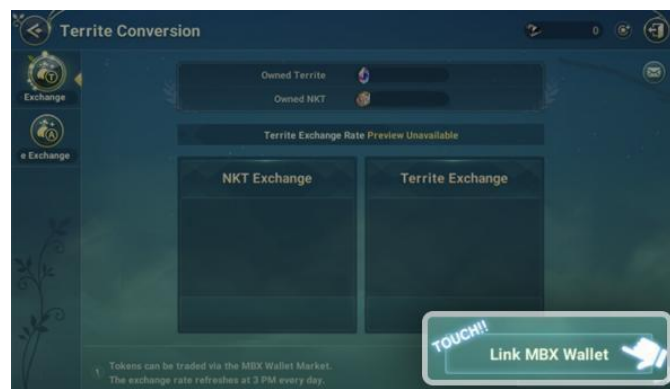 Territe Conversion
0
Exchange
e Exchange
Owned Territe
Owned NKT
Territe Exchange Rate Preview Unavailable
NKT Exchange
Territe Exchange
TOUCH!!
Link MBX Wallet
Tokens can be traded via the MBX Wallet Market.
The exchange rate refreshes at 3 PM every day.